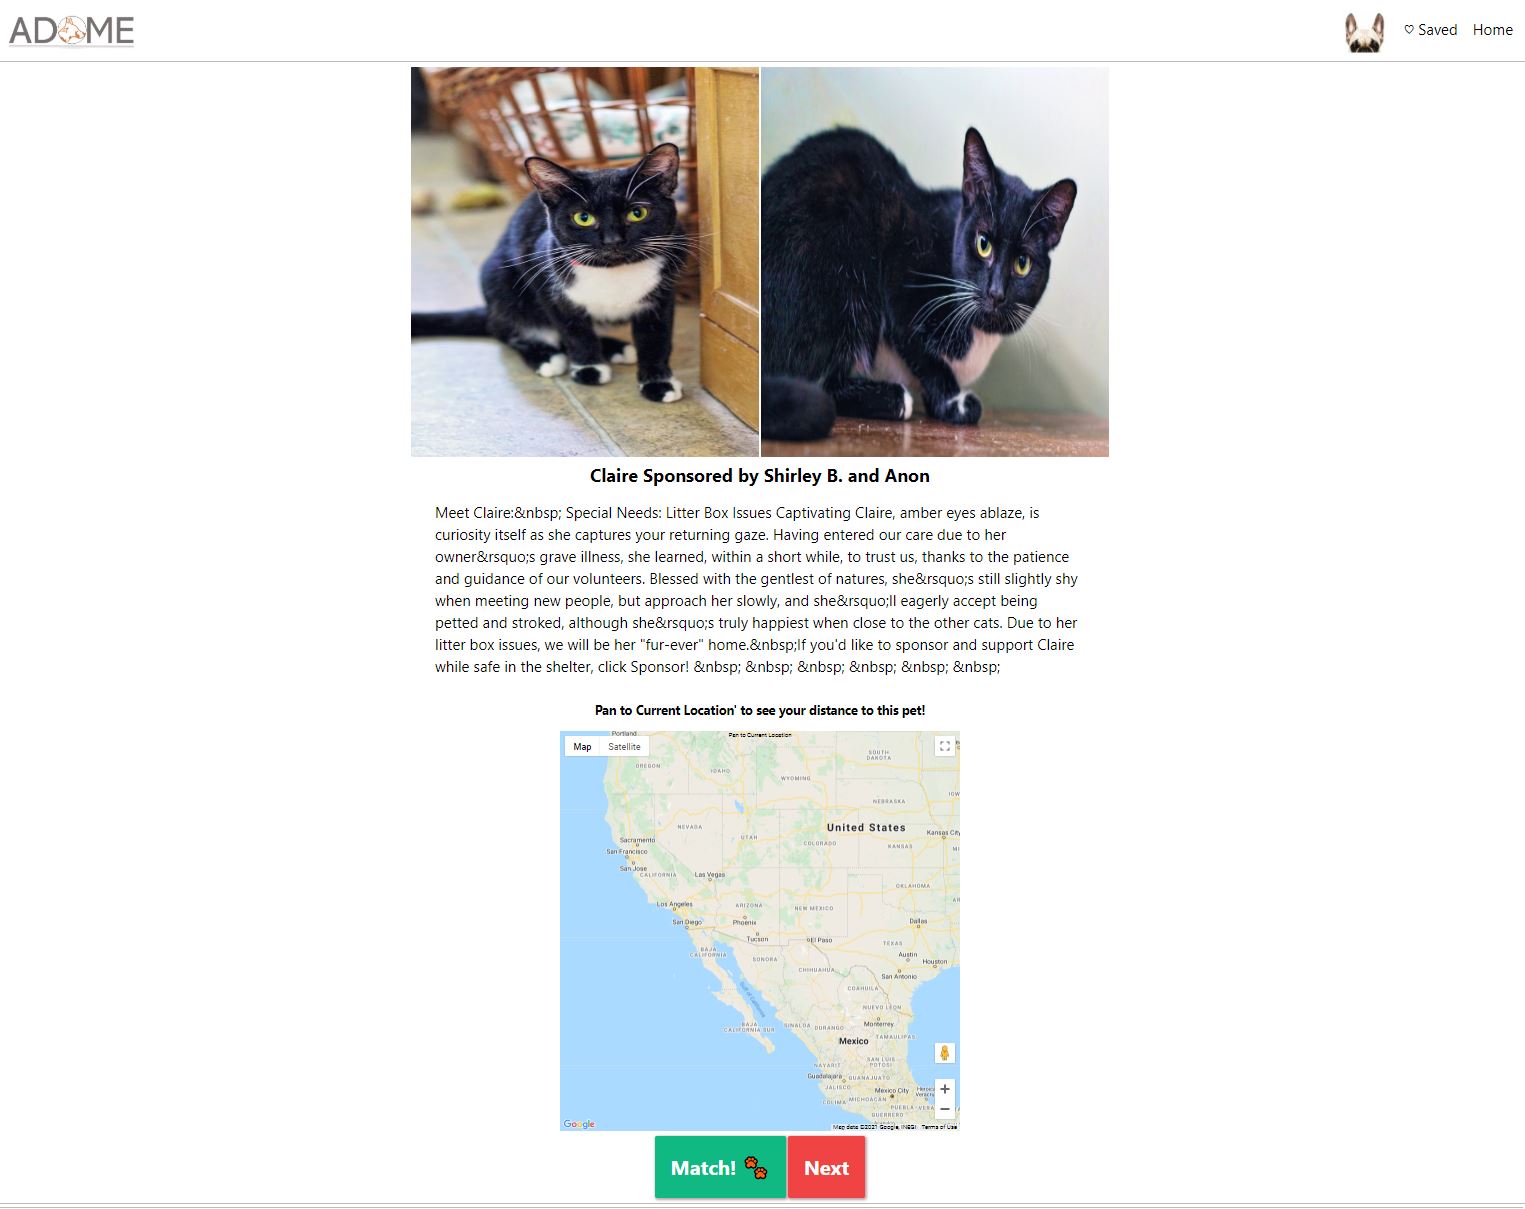 ADOME
♡ Saved Home
Claire Sponsored by Shirley B. and Anon
Meet Claire:&nbsp; Special Needs: Litter Box Issues Captivating Claire, amber eyes ablaze, is
curiosity itself as she captures your returning gaze. Having entered our care due to her
owner&rsquo;s grave illness, she learned, within a short while, to trust us, thanks to the patience
and guidance of our volunteers. Blessed with the gentlest of natures, she&rsquo;s still slightly shy
when meeting new people, but approach her slowly, and she&rsquo;ll eagerly accept being
petted and stroked, although she&rsquo;s truly happiest when close to the other cats. Due to her
litter box issues, we will be her "fur-ever" home.&nbsp;If you'd like to sponsor and support Claire
while safe in the shelter, click Sponsor! &nbsp; &nbsp; &nbsp; &nbsp; &nbsp; &nbsp;
Pan to Current Location' to see your distance to this pet!
Portland
Pan to Current Location
Map Satellite
SOUTH
DAKOTA
OREGON
IDAHO
WYOMING
IOW
NEBRASKA
NEVADA
United States
Kansas City
UTAH
Sacramento
COLORADO
KANSAS
San Francisco
MI
San Jose
CALIFORNIA
Las Vegas
OKLAHOMA
AR
Los Angeles
ARIZONA
NEW MEXICO
San Diego
Phoenix
Dallas
Tucson
El Paso
TEXAS
BAJA
CALIFORNIA
Austin
SONORA
Houston
CHIHUAHUA
San Antonio
Gulf of California
COAHUILA
NUEVO LEON
BAJA
CALIFORNIA SUR
SINALOA
DURANGO
Monterrey
TAMAULIPAS
Mexico
SAN LUIS
POTOSI
NAYARIT
Guadalajara
GUANAJUATO
JALISCO
Mexico City
Heroica
Veracruz
COLIMA
MICHOACAN
PUEBLA
VERA
GUERRERO
Google
Map data ©2021 Google, INEGI Terms of Use
Match! Next